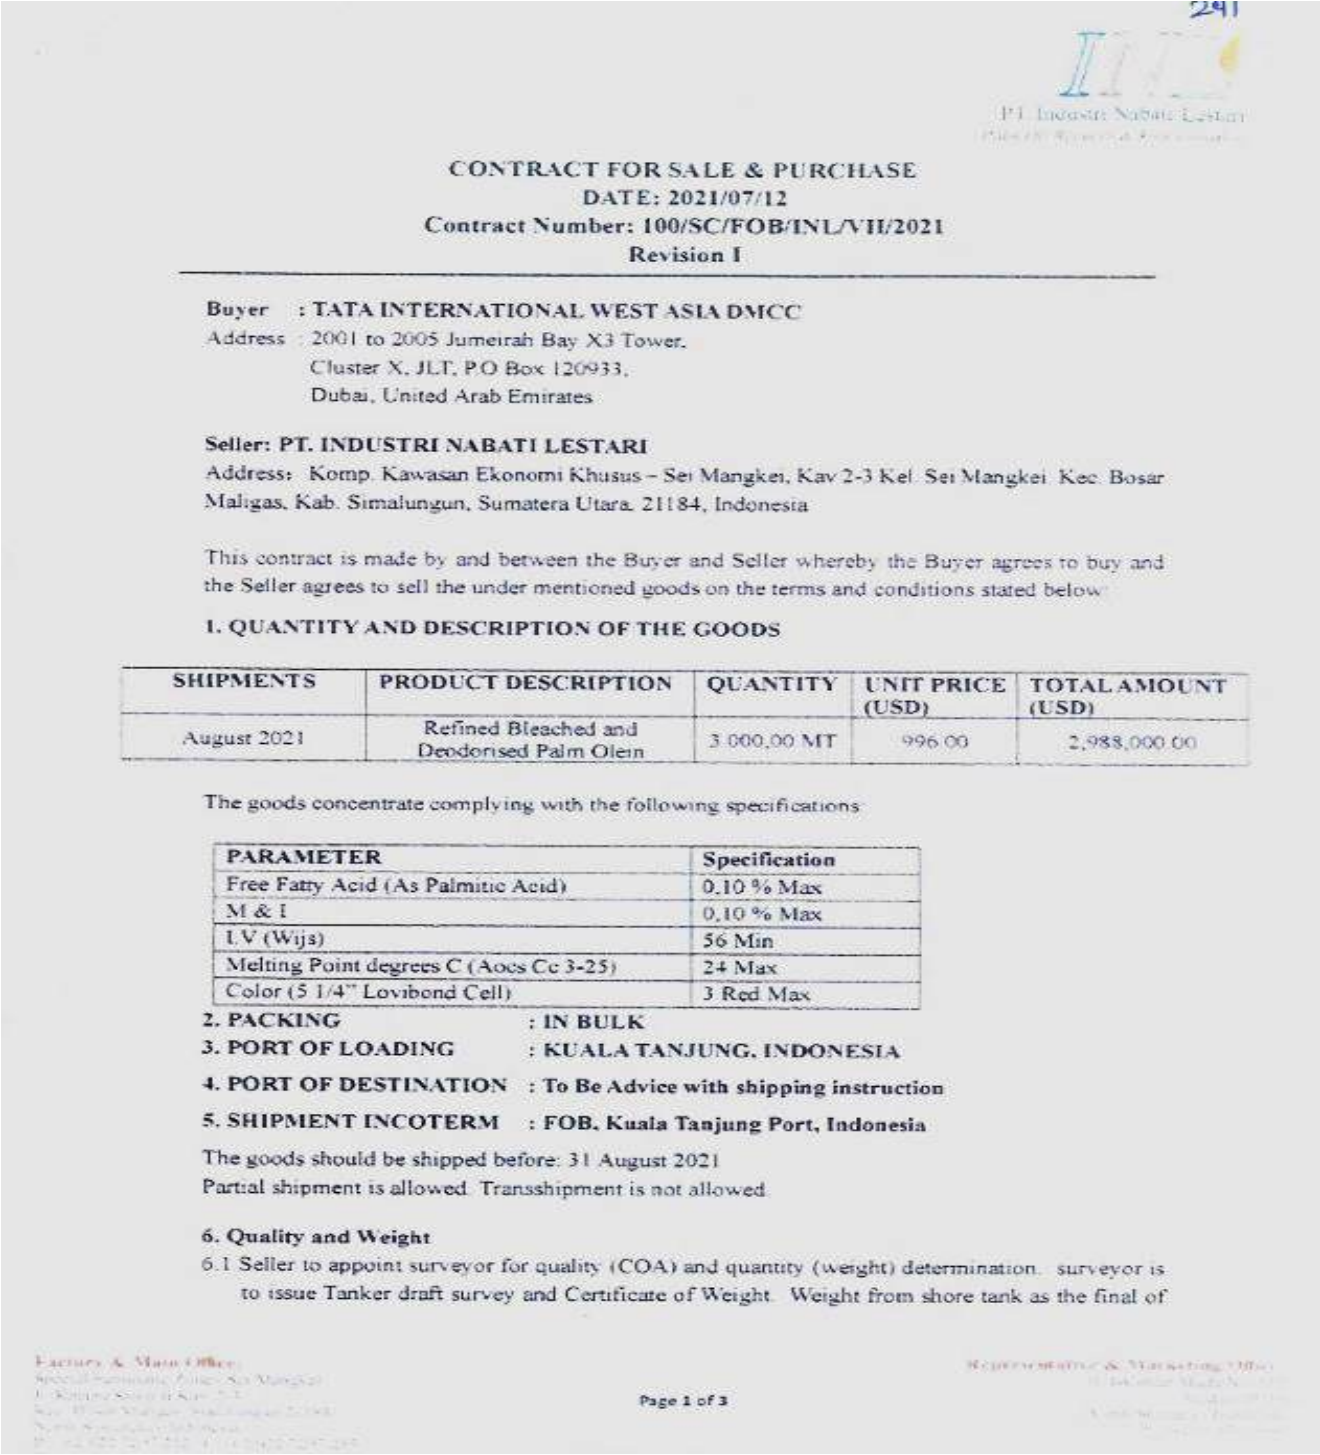 241
PT. Industri Nabati Lestari
CONTRACT FOR SALE & PURCHASE
DATE: 2021/07/12
Contract Number: 100/SC/FOB/INL/VII/2021
Revision I
Buyer : TATA INTERNATIONAL WEST ASIA DMCC
Address : 2001 to 2005 Jumeirah Bay X3 Tower,
Cluster X, JLT, P.O Box 120933,
Dubai, United Arab Emirates
Seller: PT. INDUSTRI NABATI LESTARI
Address: Komp. Kawasan Ekonomi Khusus – Sei Mangkei, Kav 2-3 Kel. Sei Mangkei Kec. Bosar
Maligas, Kab. Simalungun, Sumatera Utara, 21184, Indonesia
This contract is made by and between the Buyer and Seller whereby the Buyer agrees to buy and
the Seller agrees to sell the under mentioned goods on the terms and conditions stated below:
1. QUANTITY AND DESCRIPTION OF THE GOODS
SHIPMENTS PRODUCT DESCRIPTION QUANTITY UNIT PRICE (USD) TOTAL AMOUNT (USD)
August 2021 Refined Bleached and Deodorised Palm Olein 3.000,00 MT 996.00 2,988,000.00
The goods concentrate complying with the following specifications:
PARAMETER Specification
Free Fatty Acid (As Palmitic Acid) 0,10 % Max
M & I 0,10 % Max
I.V (Wijs) 56 Min
Melting Point degrees C (Aocs Cc 3-25) 24 Max
Color (5 1/4" Lovibond Cell) 3 Red Max
2. PACKING : IN BULK
3. PORT OF LOADING : KUALA TANJUNG, INDONESIA
4. PORT OF DESTINATION : To Be Advice with shipping instruction
5. SHIPMENT INCOTERM : FOB, Kuala Tanjung Port, Indonesia
The goods should be shipped before: 31 August 2021
Partial shipment is allowed. Transshipment is not allowed.
6. Quality and Weight
6.1 Seller to appoint surveyor for quality (COA) and quantity (weight) determination. surveyor is
to issue Tanker draft survey and Certificate of Weight. Weight from shore tank as the final of
Factory & Main Office
Representative & Marketing Office
Page 1 of 3